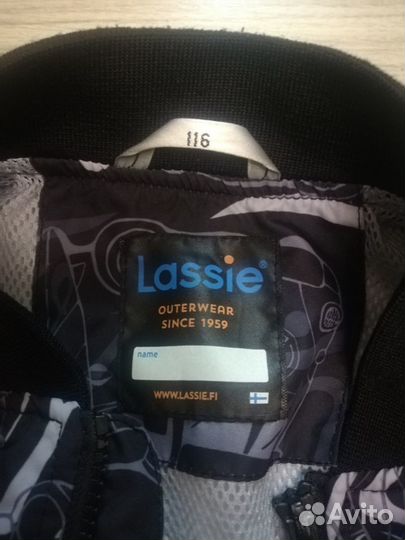 116
Lassie®
OUTERWEAR
SINCE 1959
name
WWW.LASSIE.FI
Avito